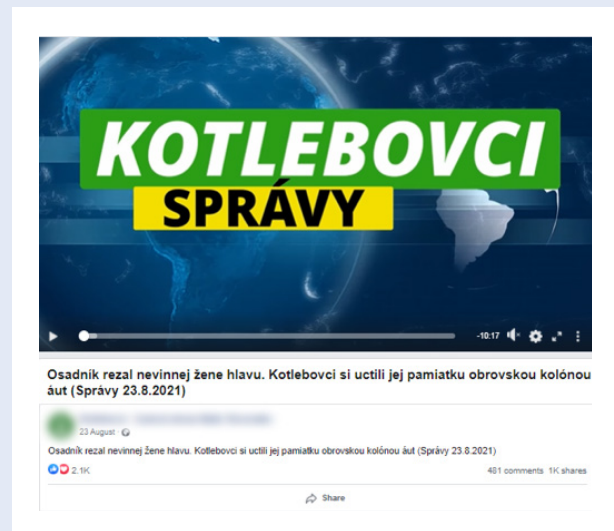 KOTLEBOVCI
SPRÁVY
-10:17
Osadník rezal nevinnej žene hlavu. Kotlebovci si uctili jej pamiatku obrovskou kolónou
áut (Správy 23.8.2021)
23 August
Osadník rezal nevinnej žene hlavu. Kotlebovci si uctili jej pamiatku obrovskou kolónou áut (Správy 23.8.2021)
2.1K
481 comments 1K shares
Share